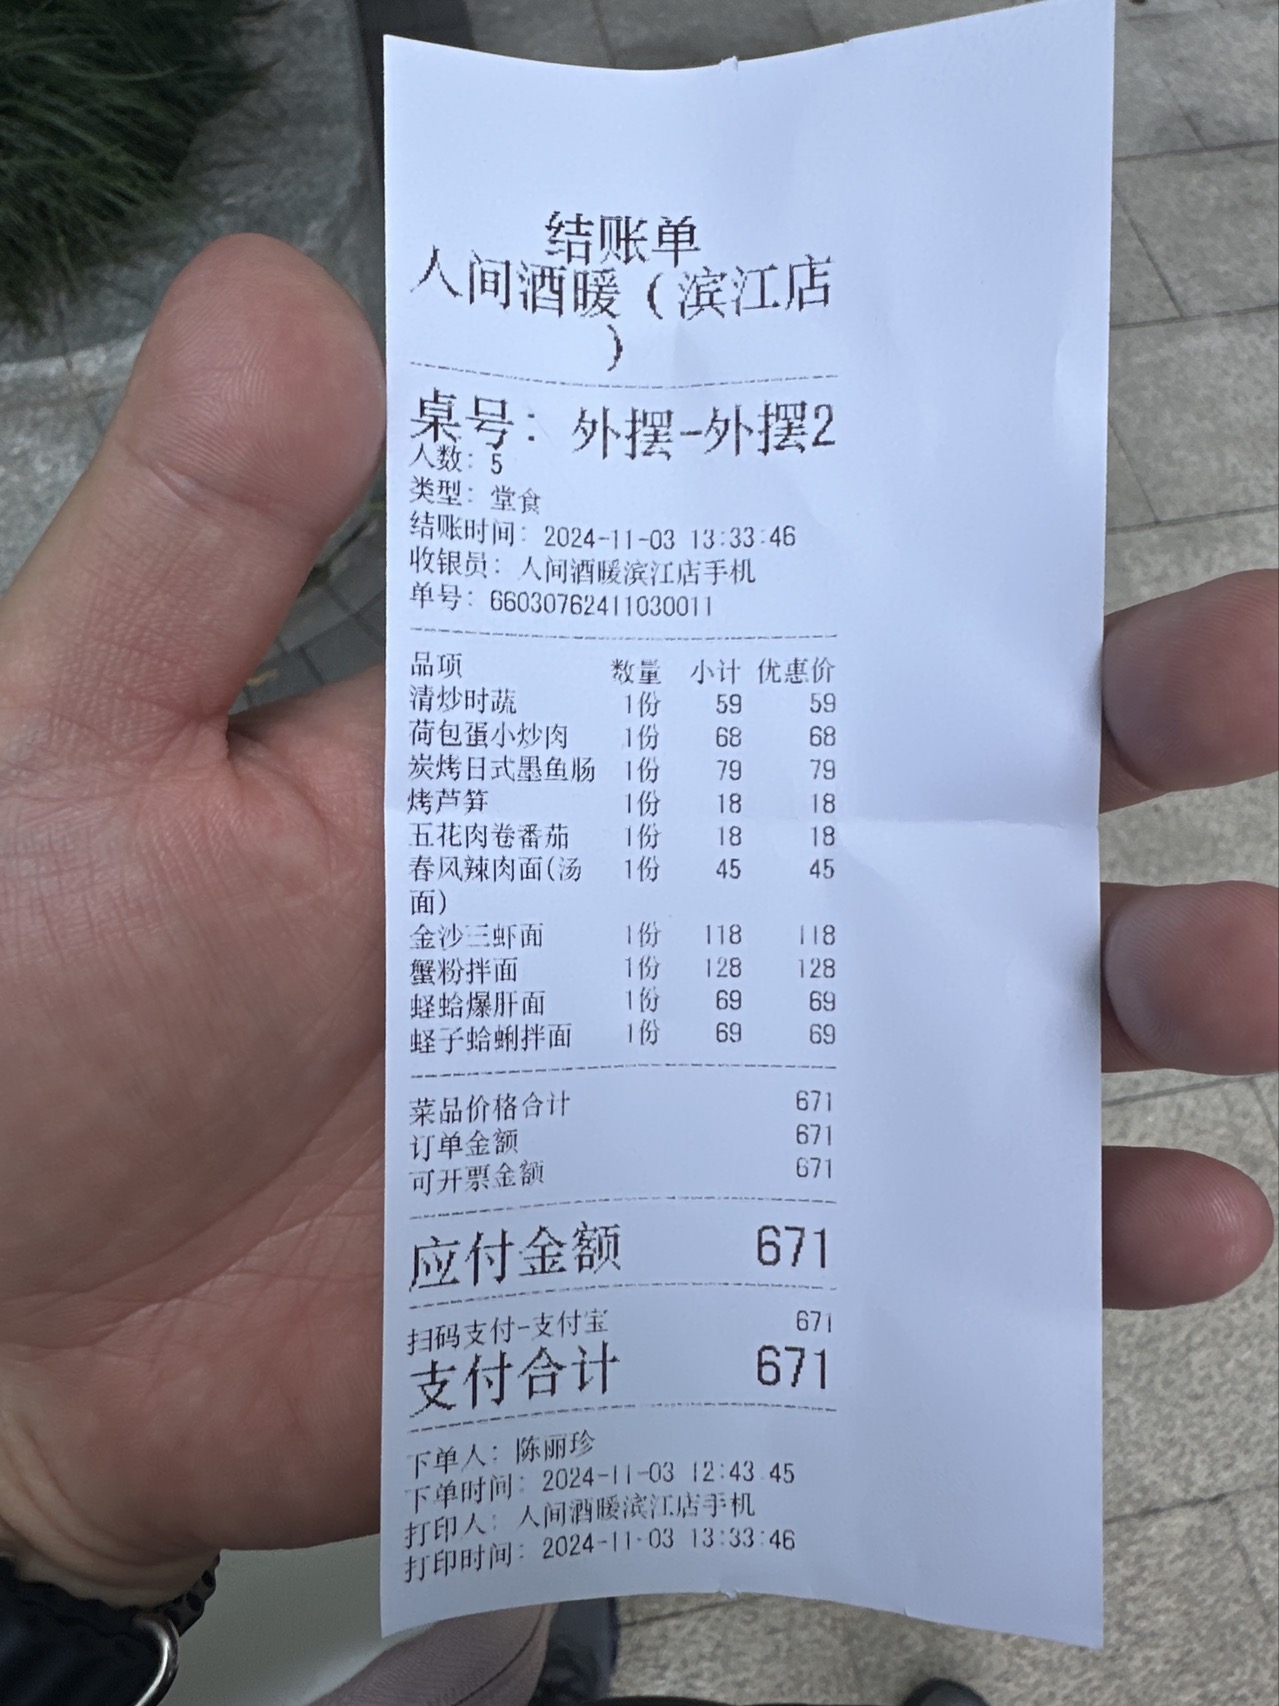 结账单
人间酒暖（滨江店
）
桌号：外摆-外摆2
人数：5
类型：堂食
结账时间：2024-11-03 13:33:46
收银员：人间酒暖滨江店手机
单号：66030762411030011
品项 数量 小计 优惠价
清炒时蔬 1份 59 59
荷包蛋小炒肉 1份 68 68
炭烤日式墨鱼肠 1份 79 79
烤芦笋 1份 18 18
五花肉卷番茄 1份 18 18
春风辣肉面(汤 1份 45 45
面)
金沙三虾面 1份 118 118
蟹粉拌面 1份 128 128
蛏蛤爆肝面 1份 69 69
蛏子蛤蜊拌面 1份 69 69
菜品价格合计 671
订单金额 671
可开票金额 671
应付金额 671
扫码支付-支付宝 671
支付合计 671
下单人：陈丽珍
下单时间：2024-11-03 12:43:45
打印人：人间酒暖滨江店手机
打印时间：2024-11-03 13:33:46